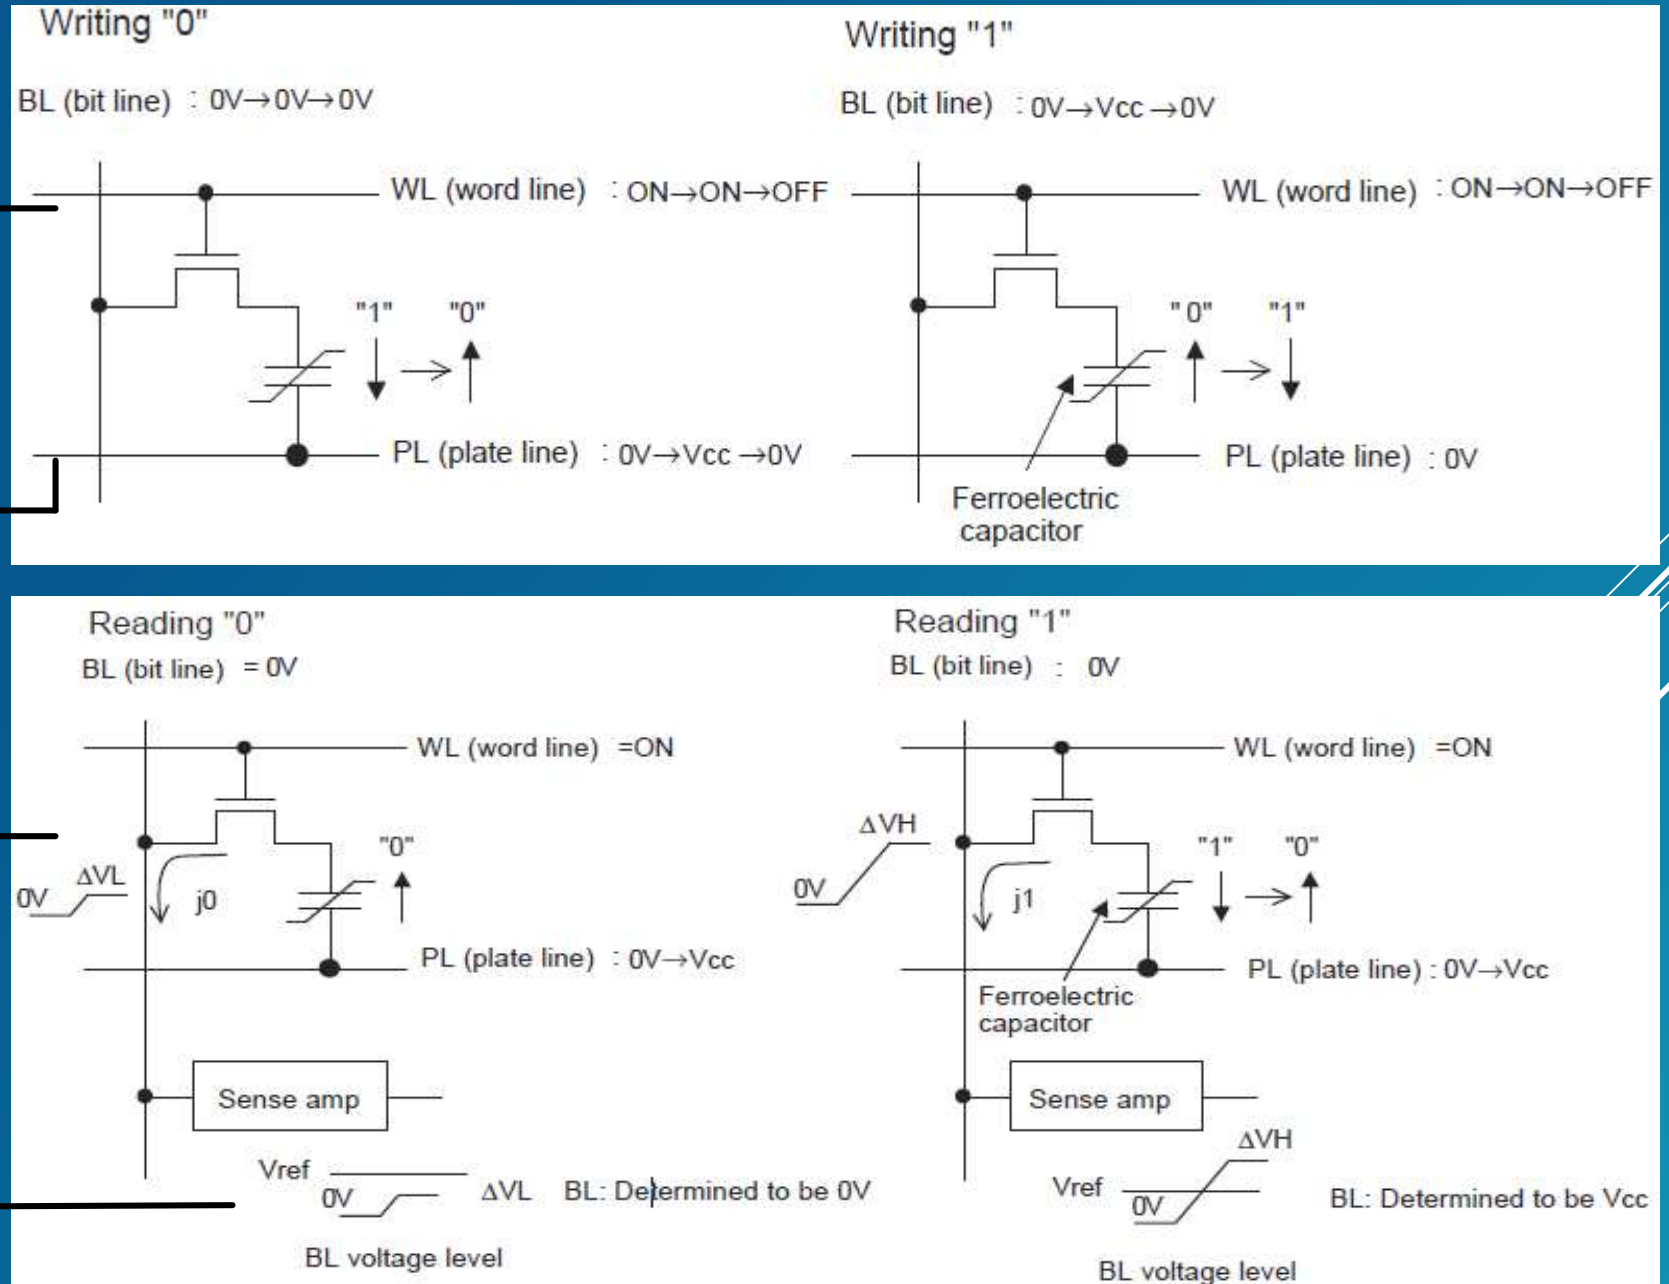 Writing "0"
BL (bit line) : 0V→0V→0V
WL (word line) : ON→ON→OFF
"1" "0"
PL (plate line) : 0V→Vcc→0V
Writing "1"
BL (bit line) : 0V→Vcc→0V
WL (word line) : ON→ON→OFF
"0" "1"
PL (plate line) : 0V
Ferroelectric
capacitor
Reading "0"
BL (bit line) = 0V
WL (word line) =ON
"0"
ΔVL
0V
j0
PL (plate line) : 0V→Vcc
Sense amp
Vref
0V
ΔVL BL: Determined to be 0V
BL voltage level
Reading "1"
BL (bit line) : 0V
WL (word line) =ON
ΔVH
"1" "0"
0V
j1
PL (plate line) : 0V→Vcc
Ferroelectric
capacitor
Sense amp
ΔVH
Vref
0V
BL: Determined to be Vcc
BL voltage level